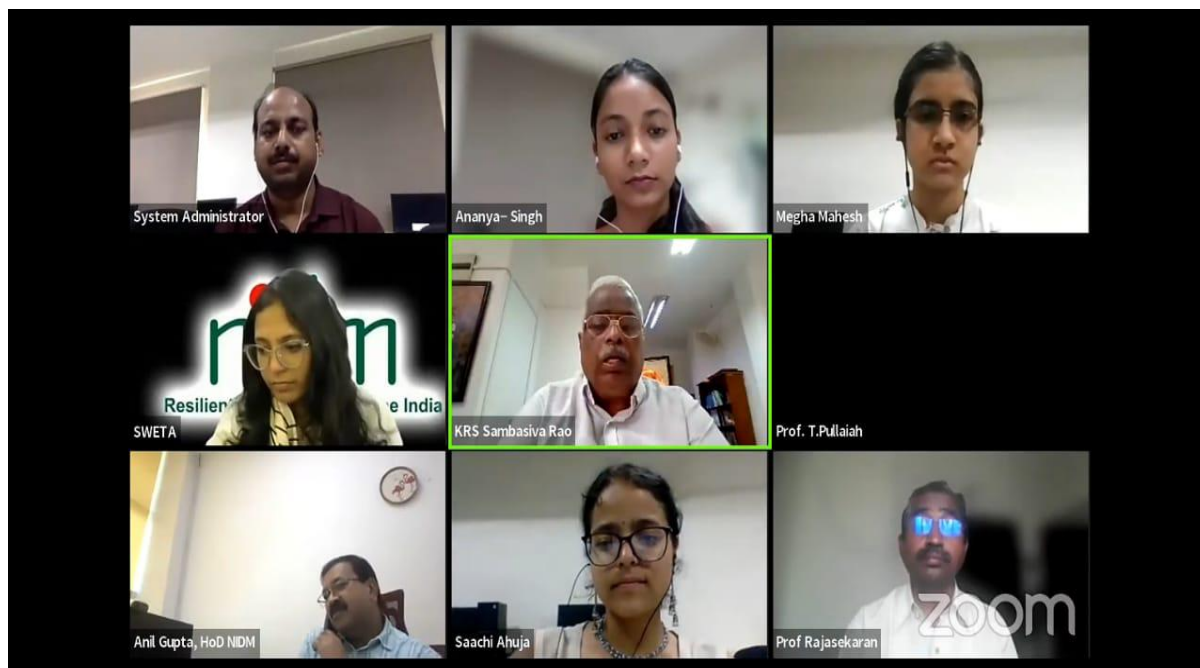 System Administrator
Ananya- Singh
Megha Mahesh
Resilien
e India
SWETA
KRS Sambasiva Rao
Prof. T.Pullaiah
Anil Gupta, HoD NIDM
Saachi Ahuja
Prof Rajasekaran
zoom